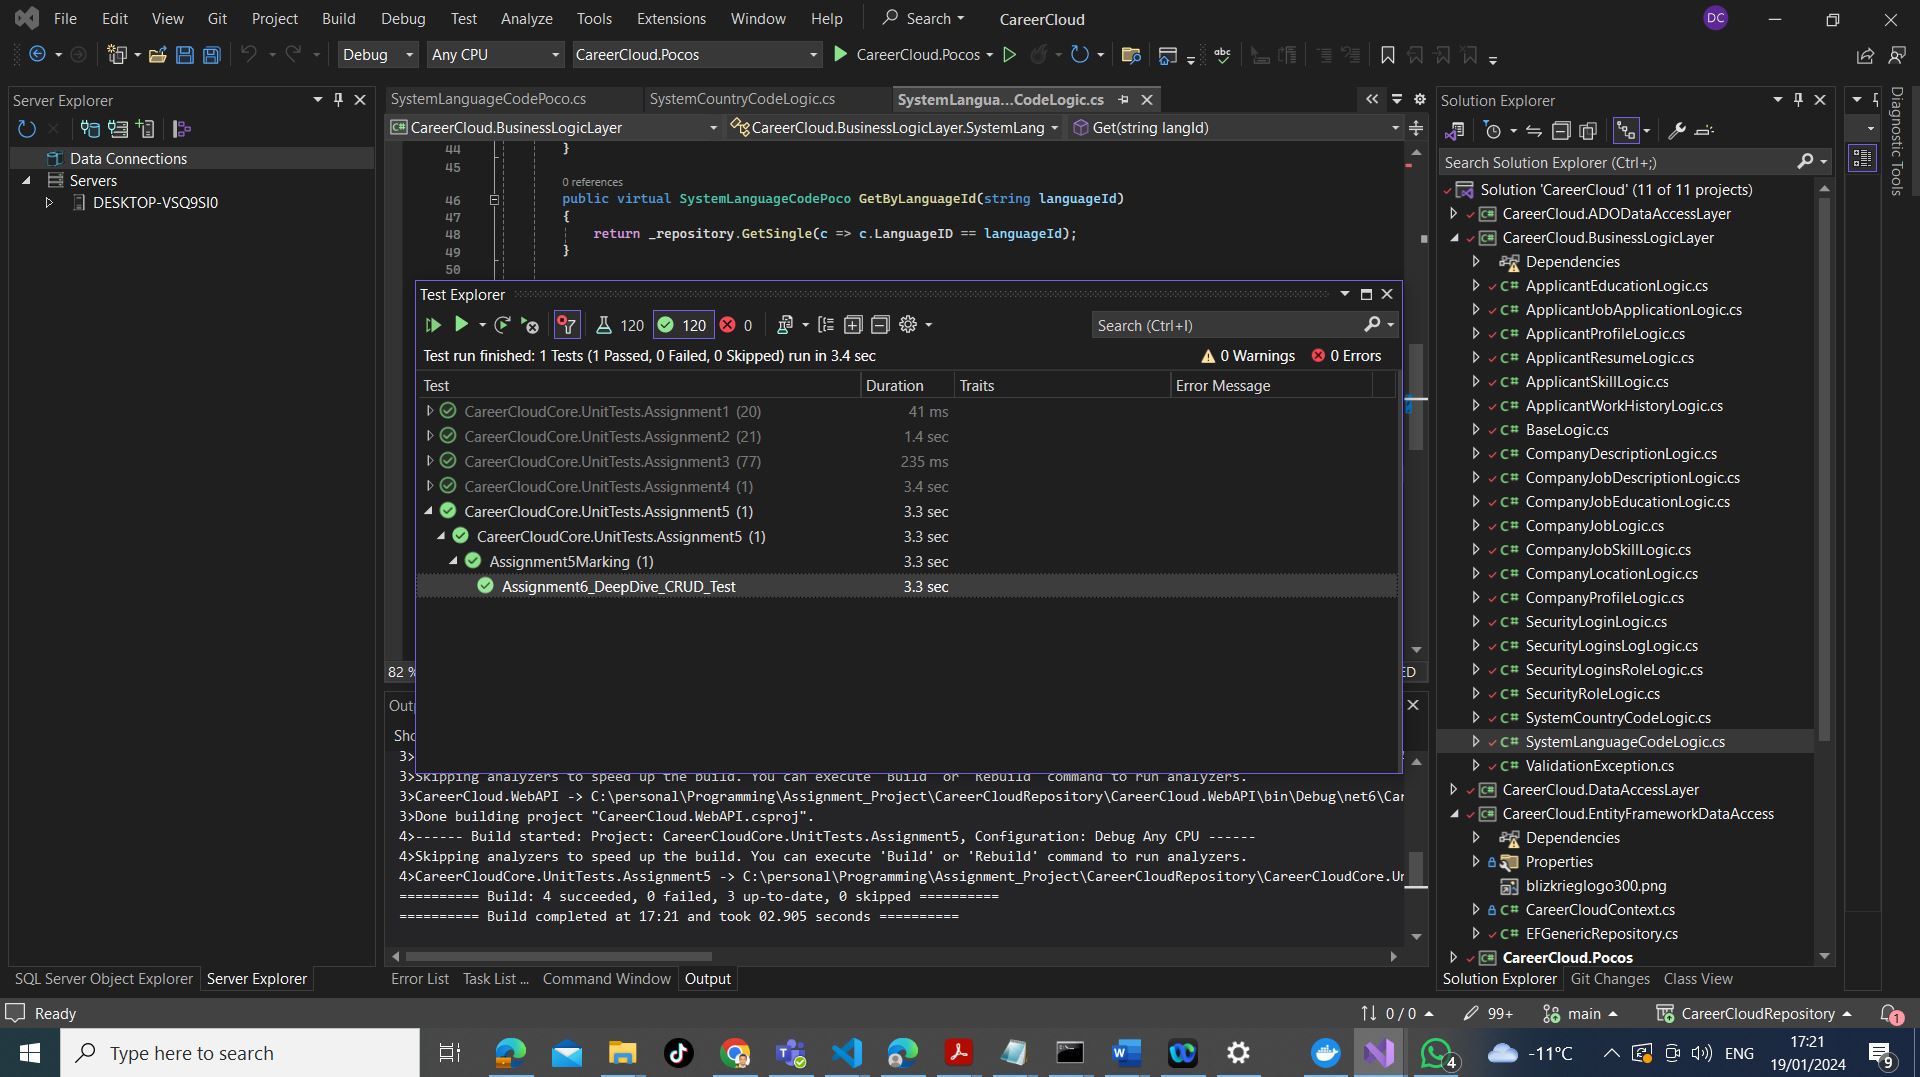 File Edit View Git Project Build Debug Test Analyze Tools Extensions Window Help Search CareerCloud DC
Debug Any CPU CareerCloud.Pocos CareerCloud.Pocos
Server Explorer
Data Connections
Servers
DESKTOP-VSQ9SI0
SQL Server Object Explorer Server Explorer
SystemLanguageCodePoco.cs SystemCountryCodeLogic.cs SystemLangua...CodeLogic.cs
CareerCloud.BusinessLogicLayer CareerCloud.BusinessLogicLayer.SystemLang Get(string langId)
44 }
45
0 references
46 public virtual SystemLanguageCodePoco GetByLanguageId(string languageId)
47 {
48 return _repository.GetSingle(c => c.LanguageID == languageId);
49 }
50
82 %
Test Explorer
120 120 0 Search (Ctrl+I)
Test run finished: 1 Tests (1 Passed, 0 Failed, 0 Skipped) run in 3.4 sec 0 Warnings 0 Errors
Test Duration Traits Error Message
CareerCloudCore.UnitTests.Assignment1 (20) 41 ms
CareerCloudCore.UnitTests.Assignment2 (21) 1.4 sec
CareerCloudCore.UnitTests.Assignment3 (77) 235 ms
CareerCloudCore.UnitTests.Assignment4 (1) 3.4 sec
CareerCloudCore.UnitTests.Assignment5 (1) 3.3 sec
CareerCloudCore.UnitTests.Assignment5 (1) 3.3 sec
Assignment5Marking (1) 3.3 sec
Assignment6_DeepDive_CRUD_Test 3.3 sec
3>
3>Skipping analyzers to speed up the build. You can execute 'Build' or 'Rebuild' command to run analyzers.
3>CareerCloud.WebAPI -> C:\personal\Programming\Assignment_Project\CareerCloudRepository\CareerCloud.WebAPI\bin\Debug\net6\Car
3>Done building project "CareerCloud.WebAPI.csproj".
4>------ Build started: Project: CareerCloudCore.UnitTests.Assignment5, Configuration: Debug Any CPU ------
4>Skipping analyzers to speed up the build. You can execute 'Build' or 'Rebuild' command to run analyzers.
4>CareerCloudCore.UnitTests.Assignment5 -> C:\personal\Programming\Assignment_Project\CareerCloudRepository\CareerCloudCore.Un
========== Build: 4 succeeded, 0 failed, 3 up-to-date, 0 skipped ==========
========== Build completed at 17:21 and took 02.905 seconds ==========
Error List Task List ... Command Window Output
Solution Explorer
Search Solution Explorer (Ctrl+;)
Solution 'CareerCloud' (11 of 11 projects)
CareerCloud.ADODataAccessLayer
CareerCloud.BusinessLogicLayer
Dependencies
C# ApplicantEducationLogic.cs
C# ApplicantJobApplicationLogic.cs
C# ApplicantProfileLogic.cs
C# ApplicantResumeLogic.cs
C# ApplicantSkillLogic.cs
C# ApplicantWorkHistoryLogic.cs
C# BaseLogic.cs
C# CompanyDescriptionLogic.cs
C# CompanyJobDescriptionLogic.cs
C# CompanyJobEducationLogic.cs
C# CompanyJobLogic.cs
C# CompanyJobSkillLogic.cs
C# CompanyLocationLogic.cs
C# CompanyProfileLogic.cs
C# SecurityLoginLogic.cs
C# SecurityLoginsLogLogic.cs
C# SecurityLoginsRoleLogic.cs
C# SecurityRoleLogic.cs
C# SystemCountryCodeLogic.cs
C# SystemLanguageCodeLogic.cs
C# ValidationException.cs
CareerCloud.DataAccessLayer
CareerCloud.EntityFrameworkDataAccess
Dependencies
Properties
blizkrieglogo300.png
C# CareerCloudContext.cs
C# EFGenericRepository.cs
CareerCloud.Pocos
Solution Explorer Git Changes Class View
Diagnostic Tools
Ready 0 / 0 99+ main CareerCloudRepository 1
Type here to search 4 -11°C ENG 17:21
19/01/2024 9